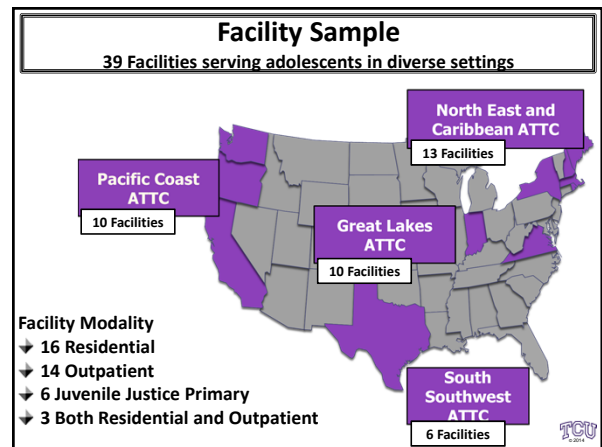 Facility Sample
39 Facilities serving adolescents in diverse settings
North East and
Caribbean ATTC
13 Facilities
Pacific Coast
ATTC
10 Facilities
Great Lakes
ATTC
10 Facilities
Facility Modality
16 Residential
14 Outpatient
6 Juvenile Justice Primary
3 Both Residential and Outpatient
South
Southwest
ATTC
6 Facilities
TCU
© 2014